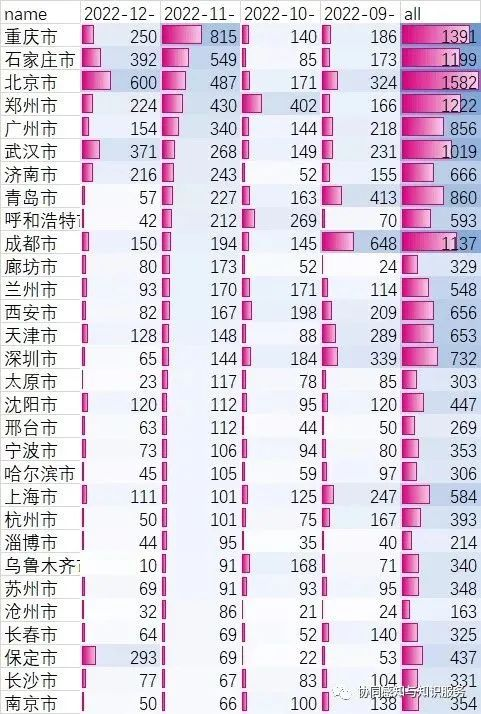 name 2022-12- 2022-11- 2022-10- 2022-09- all
重庆市 250 815 140 186 1391
石家庄市 392 549 85 173 1199
北京市 600 487 171 324 1582
郑州市 224 430 402 166 1222
广州市 154 340 144 218 856
武汉市 371 268 149 231 1019
济南市 216 243 52 155 666
青岛市 57 227 163 413 860
呼和浩特市 42 212 269 70 593
成都市 150 194 145 648 1137
廊坊市 80 173 52 24 329
兰州市 93 170 171 114 548
西安市 82 167 198 209 656
天津市 128 148 88 289 653
深圳市 65 144 184 339 732
太原市 23 117 78 85 303
沈阳市 120 112 95 120 447
邢台市 63 112 44 50 269
宁波市 73 106 94 80 353
哈尔滨市 45 105 59 97 306
上海市 111 101 125 247 584
杭州市 50 101 75 167 393
淄博市 44 95 35 40 214
乌鲁木齐市 10 91 168 71 340
苏州市 69 91 93 95 348
沧州市 32 86 21 24 163
长春市 64 69 52 140 325
保定市 293 69 22 53 437
长沙市 77 67 83 104 331
南京市 50 66 100 138 354
协同感知与知识服务